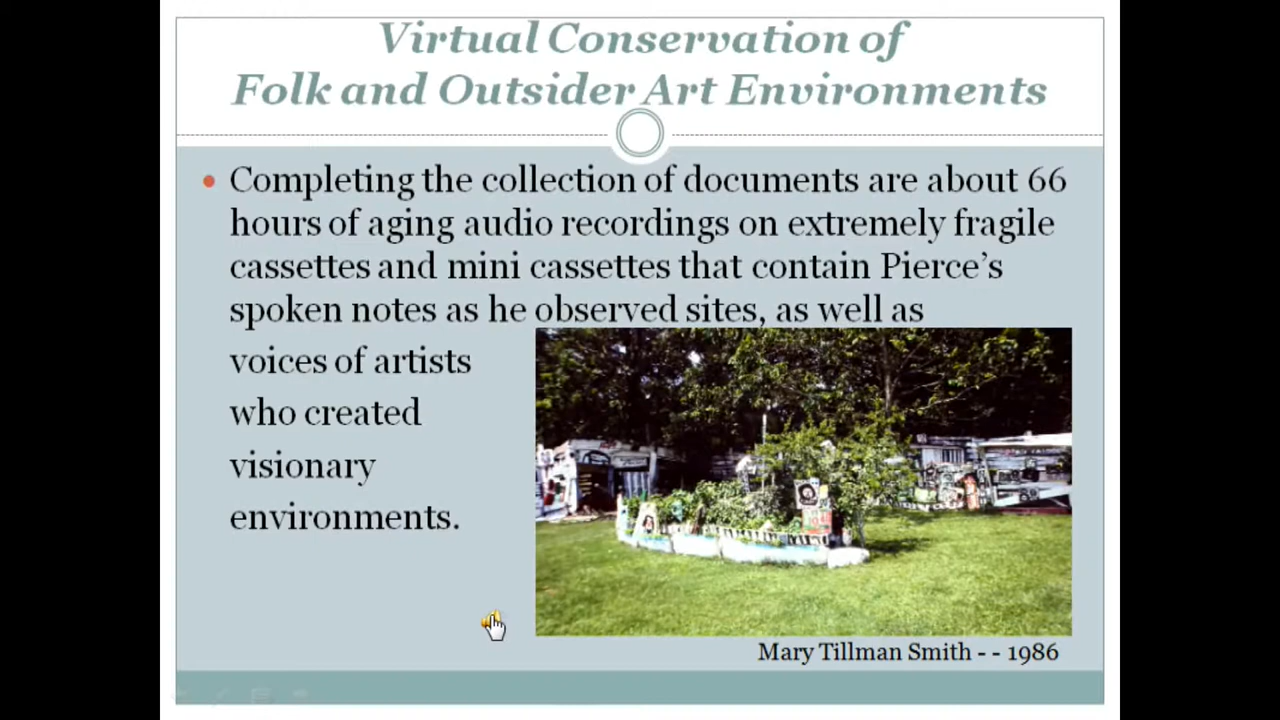 Virtual Conservation of
Folk and Outsider Art Environments
Completing the collection of documents are about 66
hours of aging audio recordings on extremely fragile
cassettes and mini cassettes that contain Pierce's
spoken notes as he observed sites, as well as
voices of artists
who created
visionary
environments.
Mary Tillman Smith - - 1986